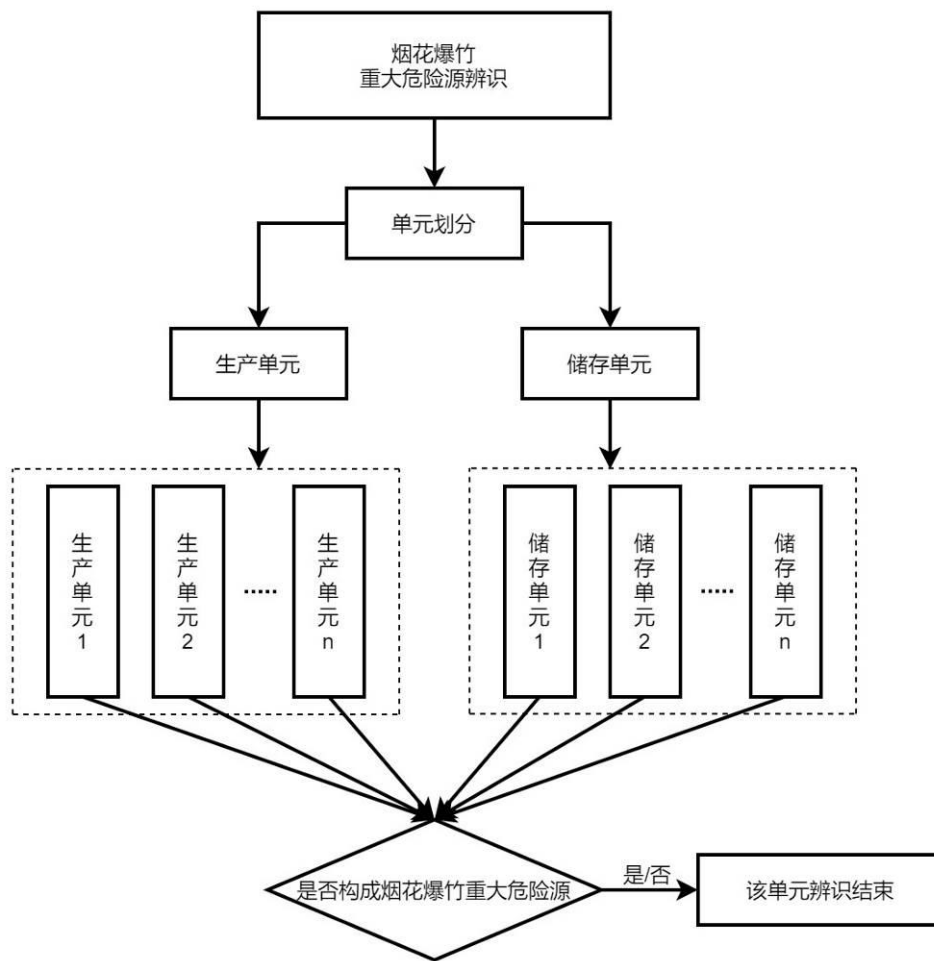 烟花爆竹
重大危险源辨识
单元划分
生产单元
储存单元
生产单元1
生产单元2
.....
生产单元n
储存单元1
储存单元2
.....
储存单元n
是否构成烟花爆竹重大危险源
是/否
该单元辨识结束